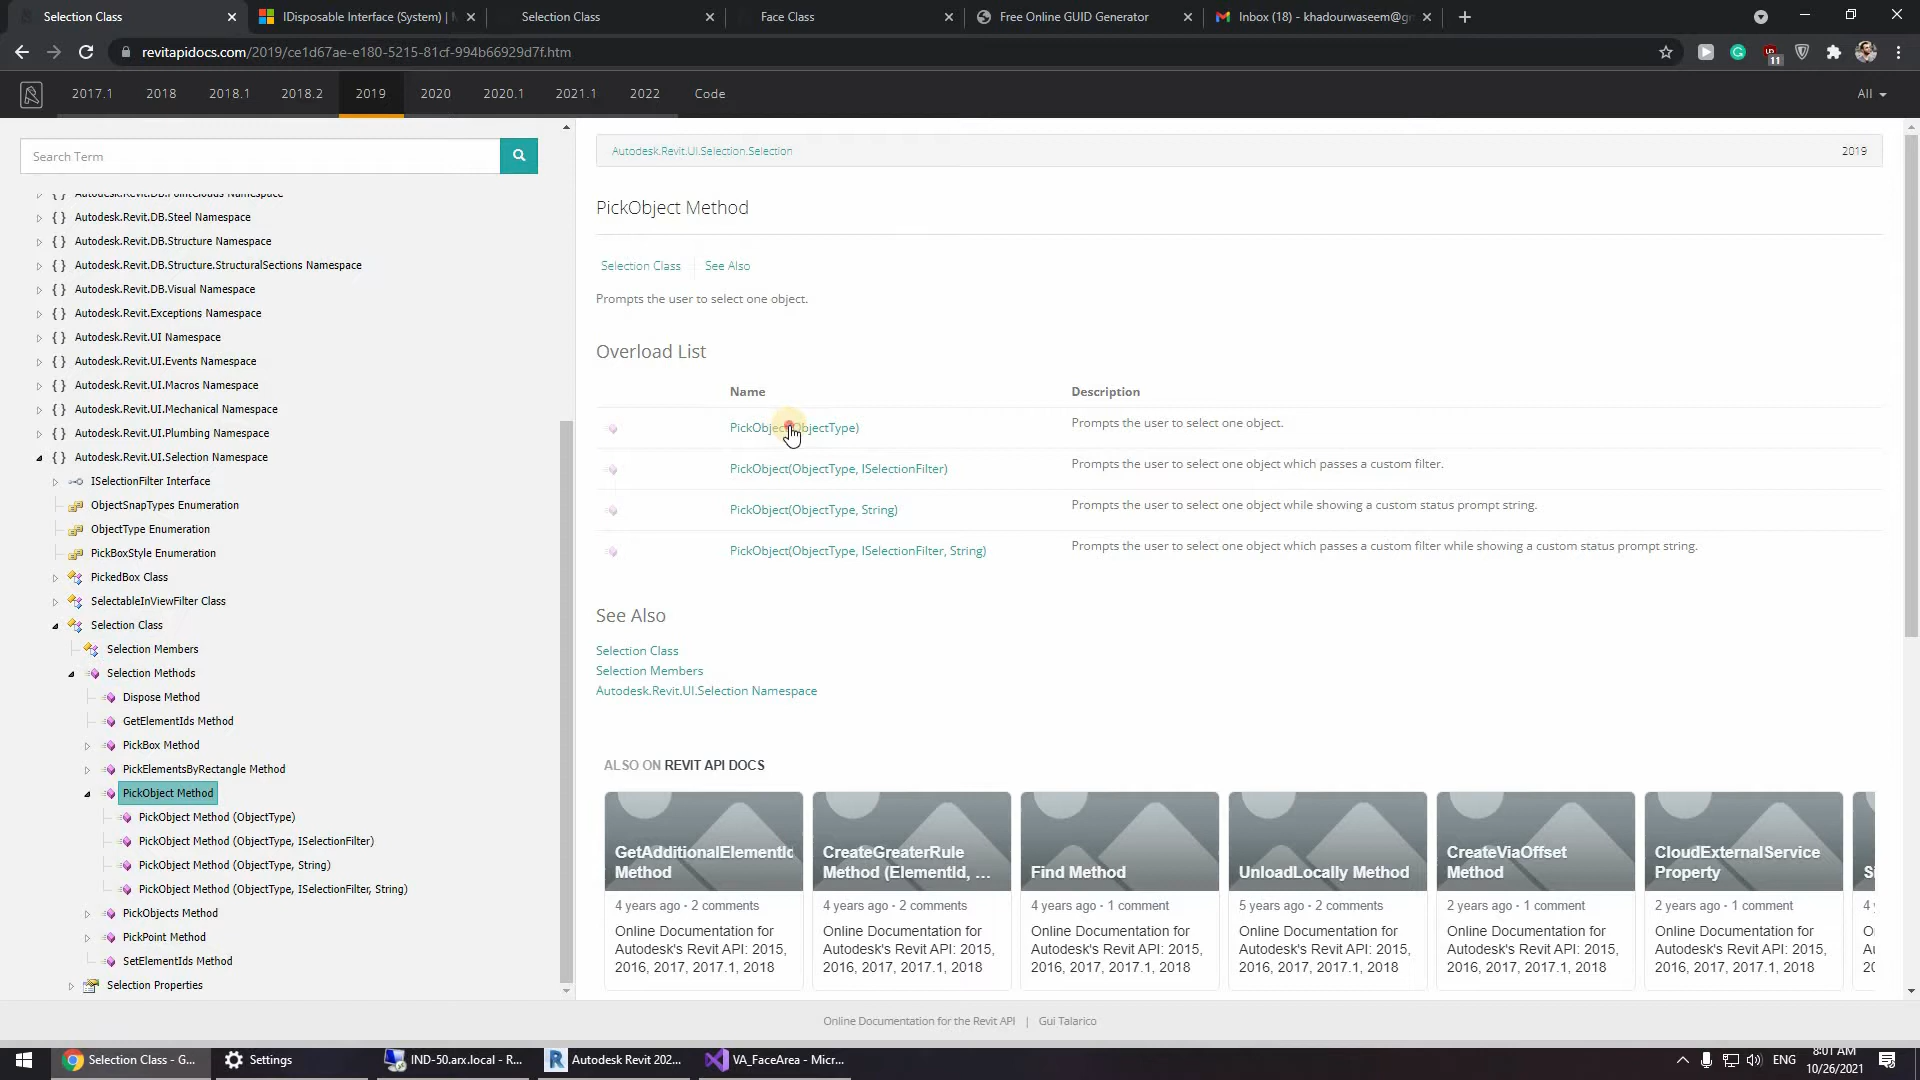 Selection Class
IDisposable Interface (System) |
Selection Class
Face Class
Free Online GUID Generator
Inbox (18) - khadourwaseem@g
revitapidocs.com/2019/ce1d67ae-e180-5215-81cf-994b66929d7f.htm
11
2017.1 2018 2018.1 2018.2 2019 2020 2020.1 2021.1 2022 Code
All
Search Term
Autodesk.Revit.DB.PointClouds Namespace
{ } Autodesk.Revit.DB.Steel Namespace
{ } Autodesk.Revit.DB.Structure Namespace
{ } Autodesk.Revit.DB.Structure.StructuralSections Namespace
{ } Autodesk.Revit.DB.Visual Namespace
{ } Autodesk.Revit.Exceptions Namespace
{ } Autodesk.Revit.UI Namespace
{ } Autodesk.Revit.UI.Events Namespace
{ } Autodesk.Revit.UI.Macros Namespace
{ } Autodesk.Revit.UI.Mechanical Namespace
{ } Autodesk.Revit.UI.Plumbing Namespace
{ } Autodesk.Revit.UI.Selection Namespace
ISelectionFilter Interface
ObjectSnapTypes Enumeration
ObjectType Enumeration
PickBoxStyle Enumeration
PickedBox Class
SelectableInViewFilter Class
Selection Class
Selection Members
Selection Methods
Dispose Method
GetElementIds Method
PickBox Method
PickElementsByRectangle Method
PickObject Method
PickObject Method (ObjectType)
PickObject Method (ObjectType, ISelectionFilter)
PickObject Method (ObjectType, String)
PickObject Method (ObjectType, ISelectionFilter, String)
PickObjects Method
PickPoint Method
SetElementIds Method
Selection Properties
Autodesk.Revit.UI.Selection.Selection
2019
PickObject Method
Selection Class See Also
Prompts the user to select one object.
Overload List
Name Description
PickObject(ObjectType) Prompts the user to select one object.
PickObject(ObjectType, ISelectionFilter) Prompts the user to select one object which passes a custom filter.
PickObject(ObjectType, String) Prompts the user to select one object while showing a custom status prompt string.
PickObject(ObjectType, ISelectionFilter, String) Prompts the user to select one object which passes a custom filter while showing a custom status prompt string.
See Also
Selection Class
Selection Members
Autodesk.Revit.UI.Selection Namespace
ALSO ON REVIT API DOCS
GetAdditionalElementIc
Method
4 years ago · 2 comments
Online Documentation for
Autodesk's Revit API: 2015,
2016, 2017, 2017.1, 2018
CreateGreaterRule
Method (ElementId, ...
4 years ago · 2 comments
Online Documentation for
Autodesk's Revit API: 2015,
2016, 2017, 2017.1, 2018
Find Method
4 years ago · 1 comment
Online Documentation for
Autodesk's Revit API: 2015,
2016, 2017, 2017.1, 2018
UnloadLocally Method
5 years ago · 2 comments
Online Documentation for
Autodesk's Revit API: 2015,
2016, 2017, 2017.1, 2018
CreateViaOffset
Method
2 years ago · 1 comment
Online Documentation for
Autodesk's Revit API: 2015,
2016, 2017, 2017.1, 2018
CloudExternalService
Property
2 years ago · 1 comment
Online Documentation for
Autodesk's Revit API: 2015,
2016, 2017, 2017.1, 2018
Online Documentation for the Revit API | Gui Talarico
Selection Class - G...
Settings
IND-50.arx.local - R...
Autodesk Revit 202...
VA_FaceArea - Micr...
ENG
8:01 AM
10/26/2021